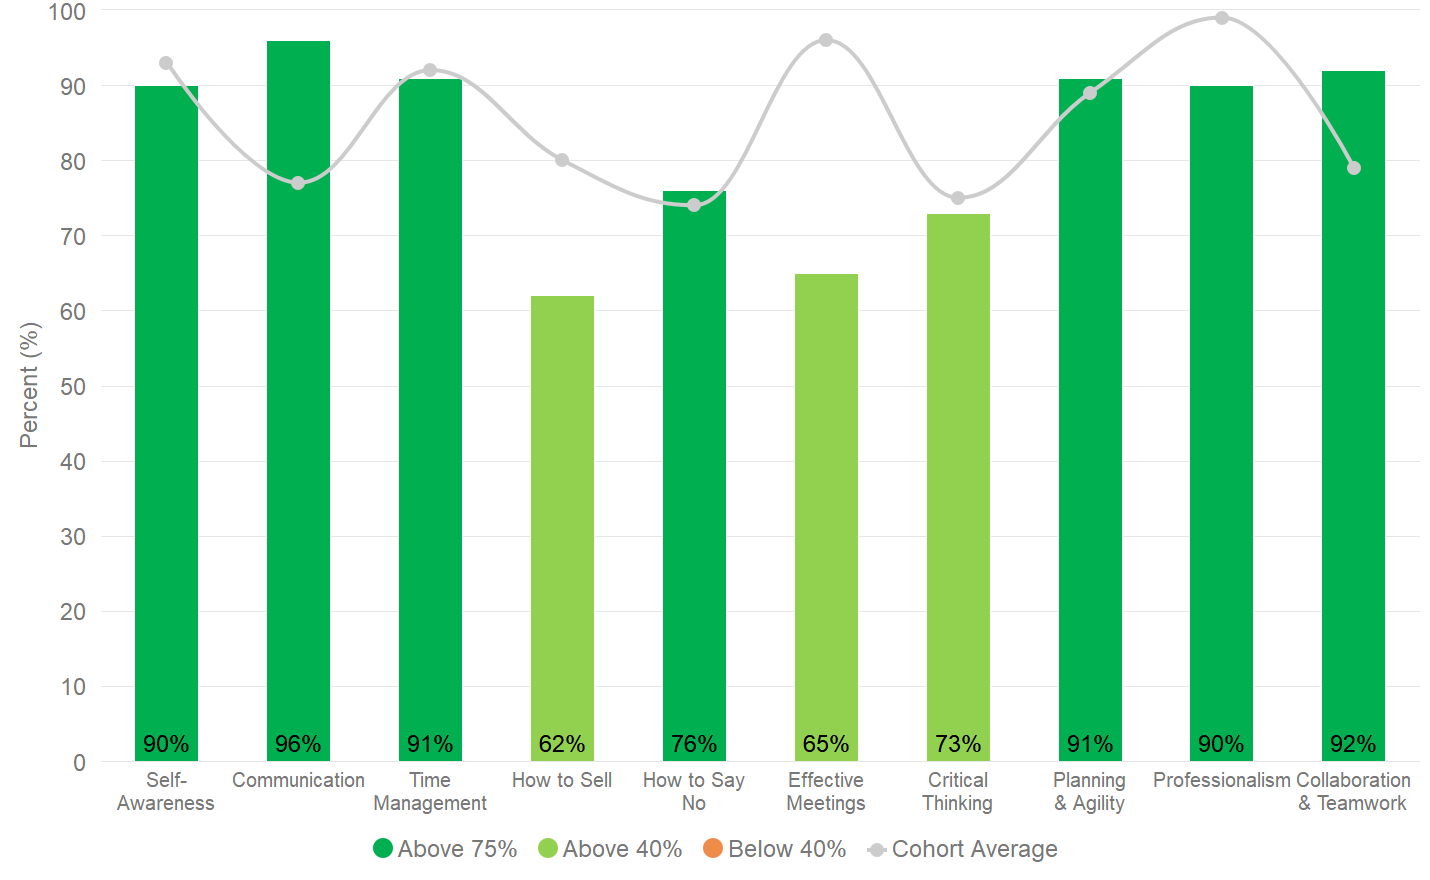 100
90
80
70
60
50
40
30
20
10
0
Percent (%)
90%
96%
91%
62%
76%
65%
73%
91%
90%
92%
Self-
Awareness
Communication
Time
Management
How to Sell
How to Say
No
Effective
Meetings
Critical
Thinking
Planning
& Agility
Professionalism
Collaboration
& Teamwork
Above 75%
Above 40%
Below 40%
Cohort Average